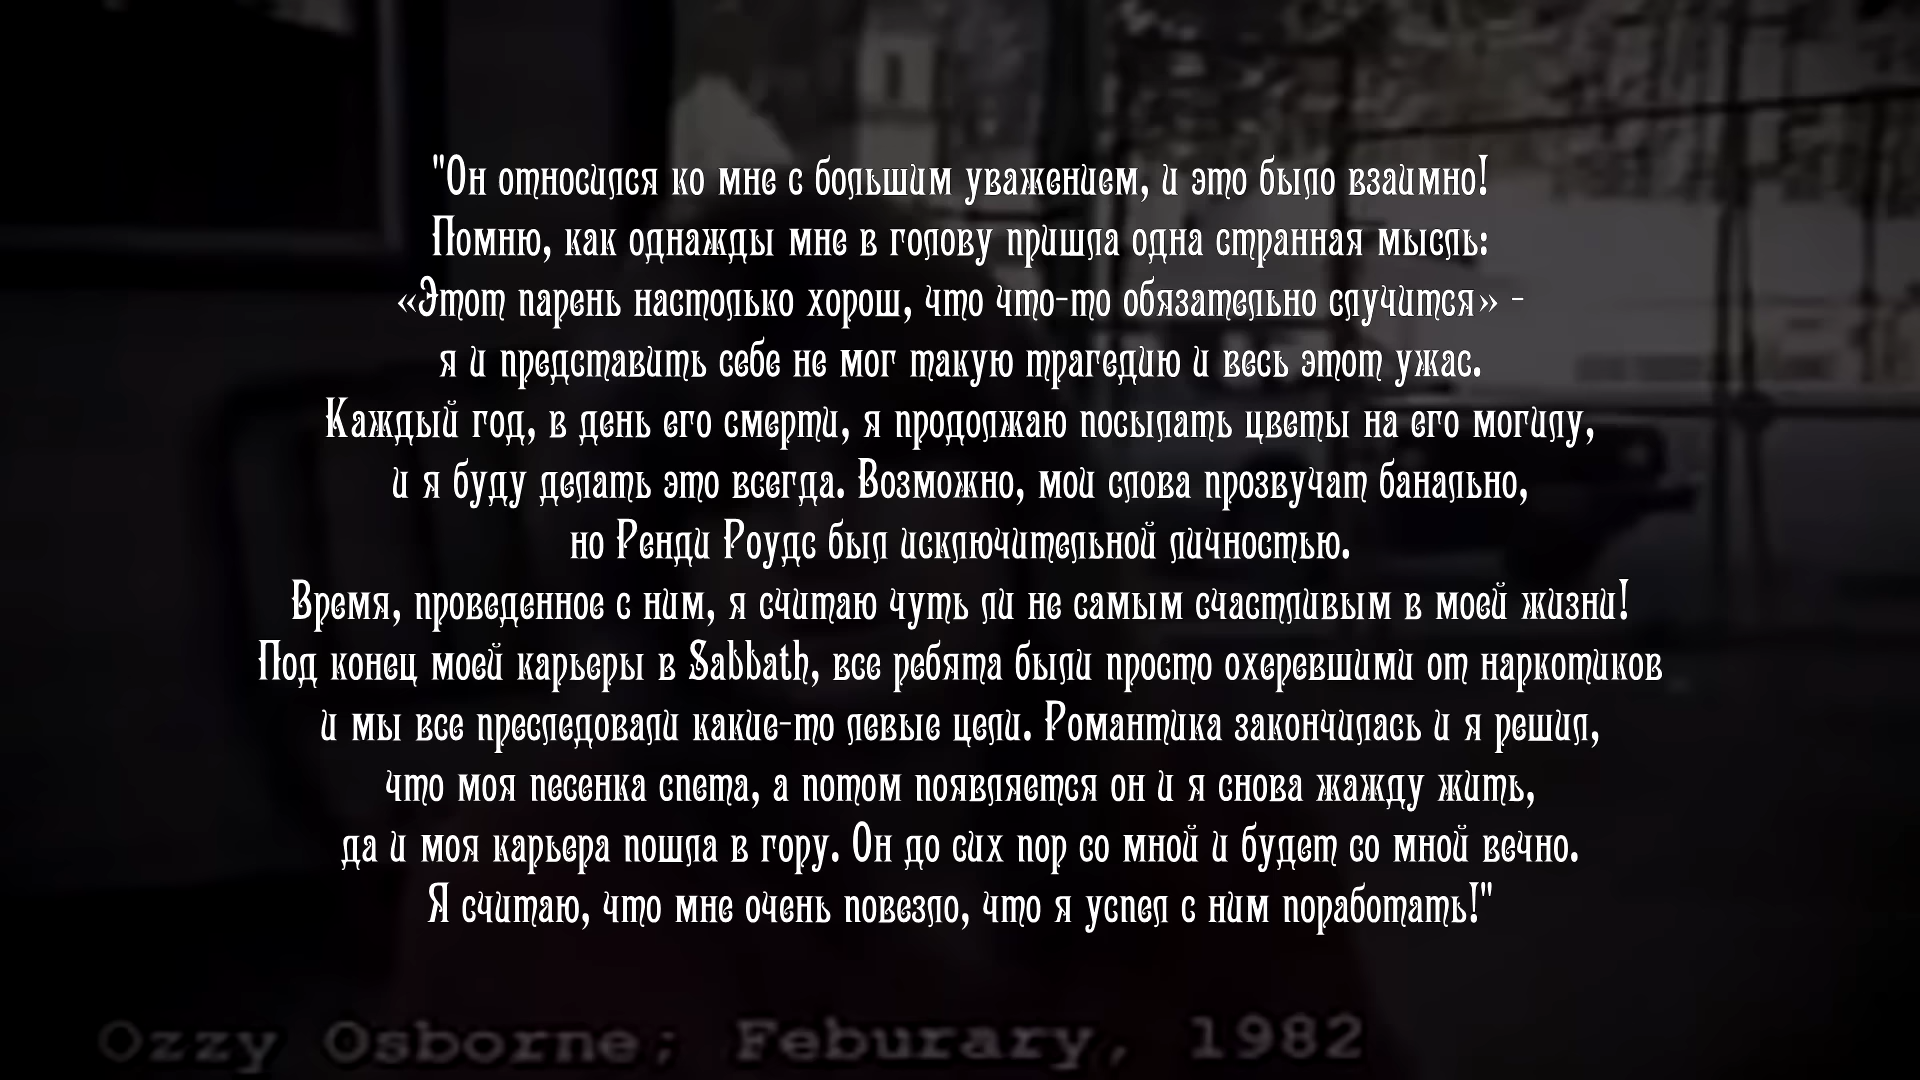 "Он относился ко мне с большим уважением, и это было взаимно!
Помню, как однажды мне в голову пришла одна странная мысль:
«Этот парень настолько хорош, что что-то обязательно случится» -
я и представить себе не мог такую трагедию и весь этот ужас.
Каждый год, в день его смерти, я продолжаю посылать цветы на его могилу,
и я буду делать это всегда. Возможно, мои слова прозвучат банально,
но Ренди Роудс был исключительной личностью.
Время, проведенное с ним, я считаю чуть ли не самым счастливым в моей жизни!
Под конец моей карьеры в Sabbath, все ребята были просто охеревшими от наркотиков
и мы все преследовали какие-то левые цели. Романтика закончилась и я решил,
что моя песенка спета, а потом появляется он и я снова жажду жить,
да и моя карьера пошла в гору. Он до сих пор со мной и будет со мной вечно.
Я считаю, что мне очень повезло, что я успел с ним поработать!"
Ozzy Osborne; Feburary, 1982